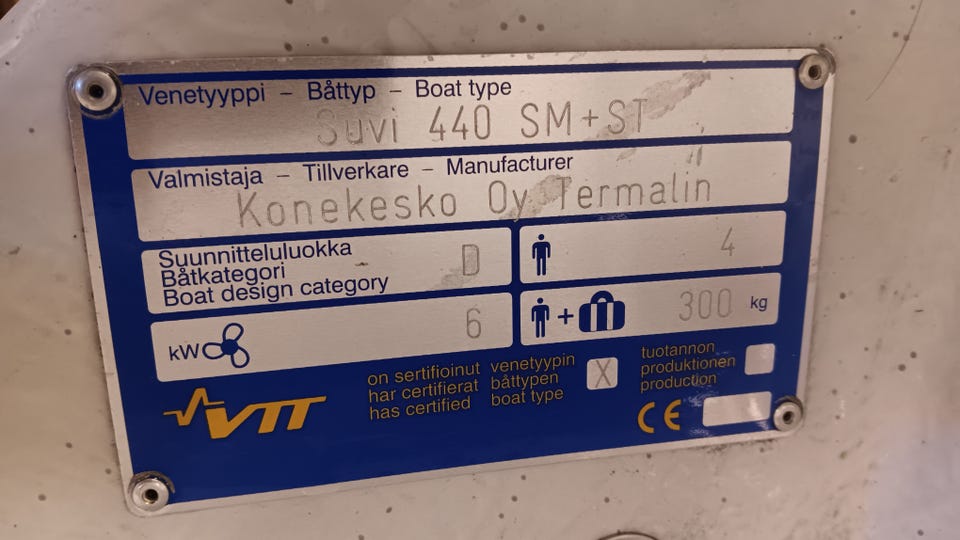 Venetyyppi – Båttyp – Boat type
Suvi 440 SM+ST
Valmistaja – Tillverkare – Manufacturer
Konekesko Oy Termalin
Suunnitteluluokka
Båtkategori
Boat design category
D
4
kW
6
+
300 kg
VTT
on sertifioinut
har certifierat
has certified
venetyypin
båttypen
boat type
X
tuotannon
produktionen
production
CE